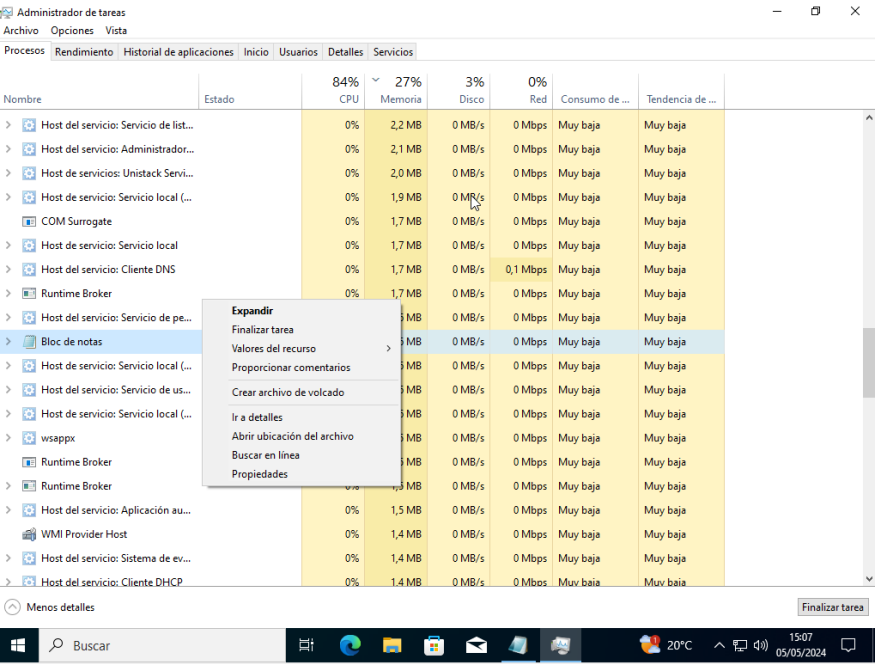 Administrador de tareas
Archivo Opciones Vista
Procesos Rendimiento Historial de aplicaciones Inicio Usuarios Detalles Servicios
84% 27% 3% 0%
Nombre Estado CPU Memoria Disco Red Consumo de ... Tendencia de ...
Host del servicio: Servicio de list... 0% 2,2 MB 0 MB/s 0 Mbps Muy baja Muy baja
Host del servicio: Administrador... 0% 2,1 MB 0 MB/s 0 Mbps Muy baja Muy baja
Host de servicios: Unistack Servi... 0% 2,0 MB 0 MB/s 0 Mbps Muy baja Muy baja
Host de servicio: Servicio local (... 0% 1,9 MB 0 MB/s 0 Mbps Muy baja Muy baja
COM Surrogate 0% 1,7 MB 0 MB/s 0 Mbps Muy baja Muy baja
Host de servicio: Servicio local 0% 1,7 MB 0 MB/s 0 Mbps Muy baja Muy baja
Host del servicio: Cliente DNS 0% 1,7 MB 0 MB/s 0,1 Mbps Muy baja Muy baja
Runtime Broker 0% 1,7 MB 0 MB/s 0 Mbps Muy baja Muy baja
Host del servicio: Servicio de pe... MB 0 MB/s 0 Mbps Muy baja Muy baja
Bloc de notas MB 0 MB/s 0 Mbps Muy baja Muy baja
Host de servicio: Servicio local (... MB 0 MB/s 0 Mbps Muy baja Muy baja
Host del servicio: Servicio de us... MB 0 MB/s 0 Mbps Muy baja Muy baja
Host de servicio: Servicio local (... MB 0 MB/s 0 Mbps Muy baja Muy baja
wsappx MB 0 MB/s 0 Mbps Muy baja Muy baja
Runtime Broker MB 0 MB/s 0 Mbps Muy baja Muy baja
Runtime Broker 0% 1,5 MB 0 MB/s 0 Mbps Muy baja Muy baja
Host del servicio: Aplicación au... 0% 1,5 MB 0 MB/s 0 Mbps Muy baja Muy baja
WMI Provider Host 0% 1,4 MB 0 MB/s 0 Mbps Muy baja Muy baja
Host del servicio: Sistema de ev... 0% 1,4 MB 0 MB/s 0 Mbps Muy baja Muy baja
Host del servicio: Cliente DHCP 0% 1,4 MB 0 MB/s 0 Mbps Muy baja Muy baja
Expandir
Finalizar tarea
Valores del recurso
Proporcionar comentarios
Crear archivo de volcado
Ir a detalles
Abrir ubicación del archivo
Buscar en línea
Propiedades
Menos detalles Finalizar tarea
Buscar 20°C 15:07
05/05/2024